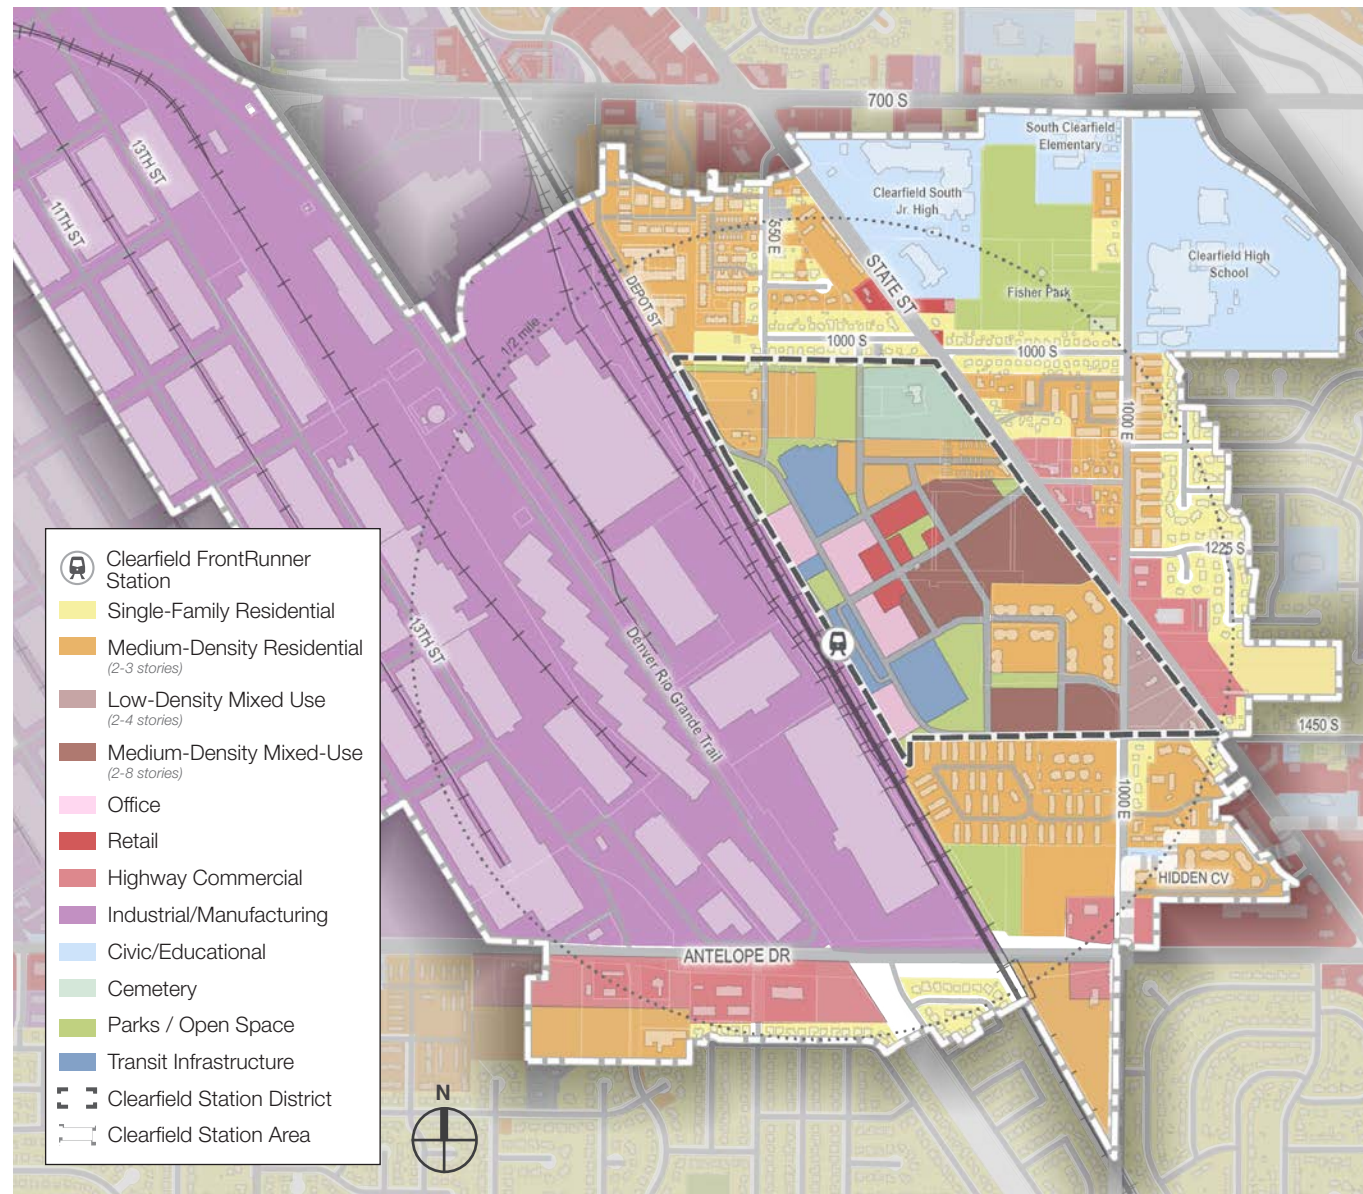 700 S
South Clearfield
Elementary
Clearfield South
Jr. High
Clearfield High
School
Fisher Park
13TH ST
11TH ST
550 E
STATE ST
DEPOT ST
1/2 mile
1000 S
1000 S
1000 E
1225 S
13TH ST
Denver Rio Grande Trail
1450 S
1000 E
HIDDEN CV
ANTELOPE DR
Clearfield FrontRunner
Station
Single-Family Residential
Medium-Density Residential
(2-3 stories)
Low-Density Mixed Use
(2-4 stories)
Medium-Density Mixed-Use
(2-8 stories)
Office
Retail
Highway Commercial
Industrial/Manufacturing
Civic/Educational
Cemetery
Parks / Open Space
Transit Infrastructure
Clearfield Station District
Clearfield Station Area
N